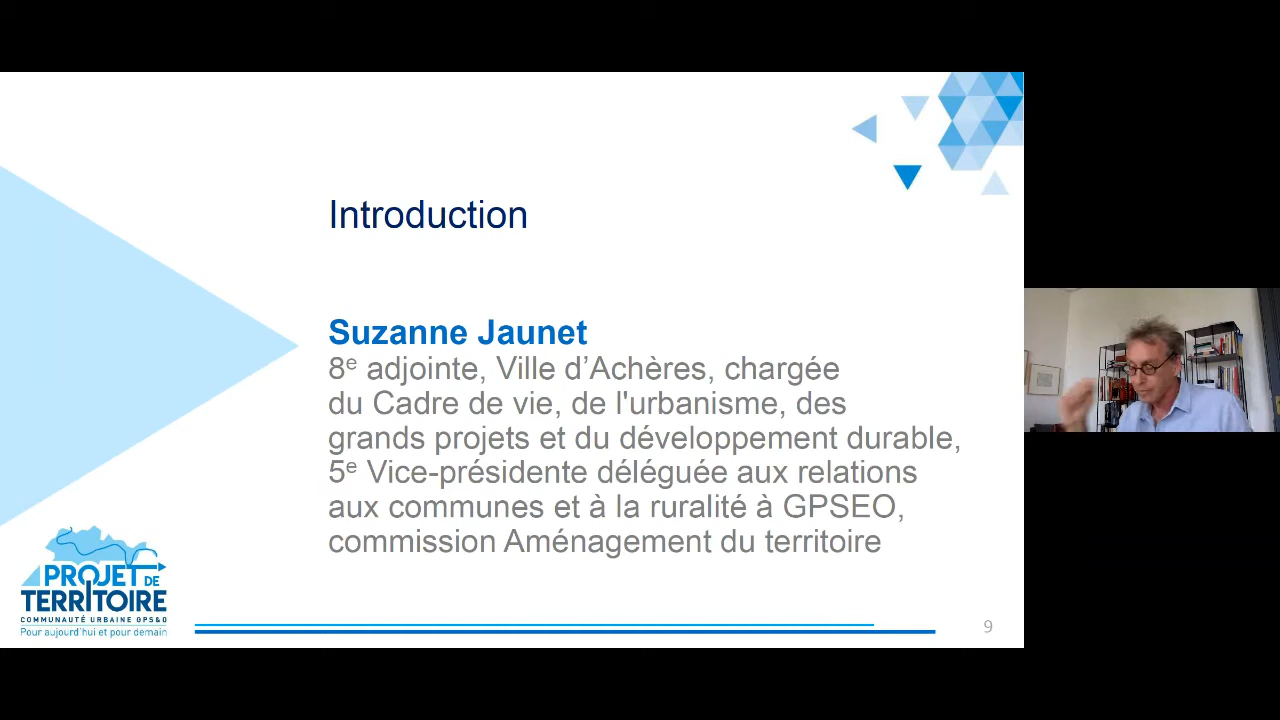 Introduction
Suzanne Jaunet
8e adjointe, Ville d’Achères, chargée
du Cadre de vie, de l'urbanisme, des
grands projets et du développement durable,
5e Vice-présidente déléguée aux relations
aux communes et à la ruralité à GPSEO,
commission Aménagement du territoire
PROJET DE
TERRITOIRE
COMMUNAUTÉ URBAINE GPS&O
Pour aujourd'hui et pour demain
9